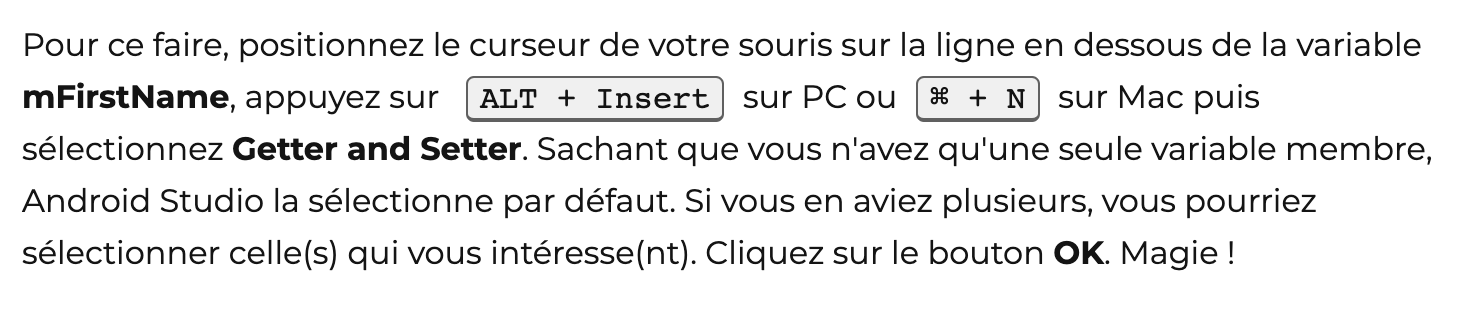 Pour ce faire, positionnez le curseur de votre souris sur la ligne en dessous de la variable
mFirstName, appuyez sur ALT + Insert sur PC ou ⌘ + N sur Mac puis
sélectionnez Getter and Setter. Sachant que vous n'avez qu'une seule variable membre,
Android Studio la sélectionne par défaut. Si vous en aviez plusieurs, vous pourriez
sélectionner celle(s) qui vous intéresse(nt). Cliquez sur le bouton OK. Magie !